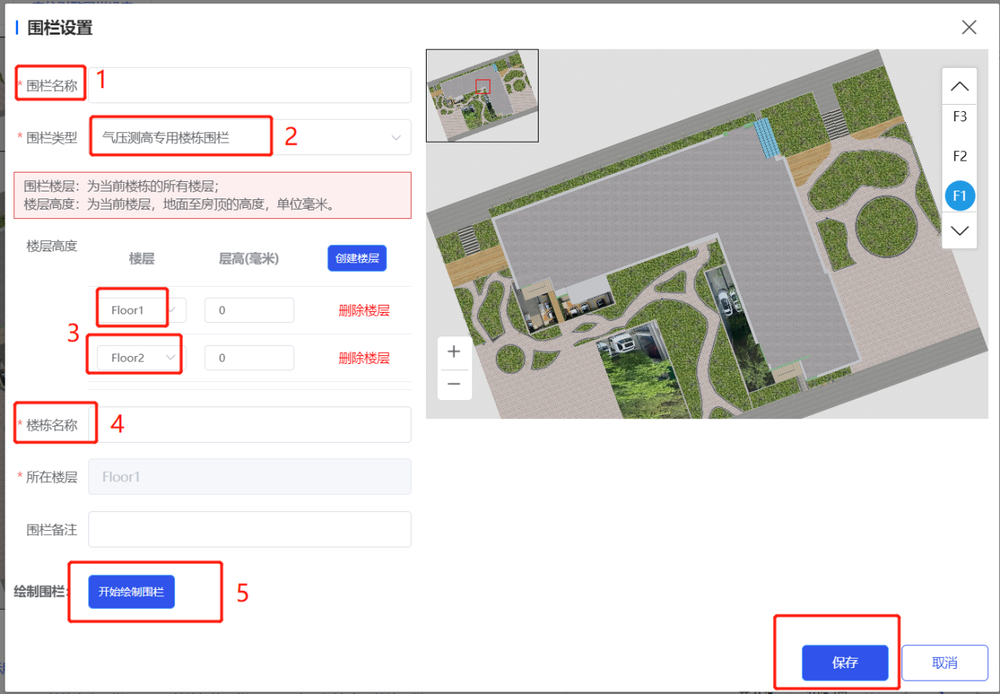 围栏设置
* 围栏名称
1
* 围栏类型
气压测高专用楼栋围栏
2
围栏楼层：为当前楼栋的所有楼层；
楼层高度：为当前楼层，地面至房顶的高度，单位毫米。
楼层高度
楼层
层高(毫米)
创建楼层
3
Floor1
0
删除楼层
Floor2
0
删除楼层
* 楼栋名称
4
* 所在楼层
Floor1
围栏备注
绘制围栏:
开始绘制围栏
5
F3
F2
F1
+
−
保存
取消